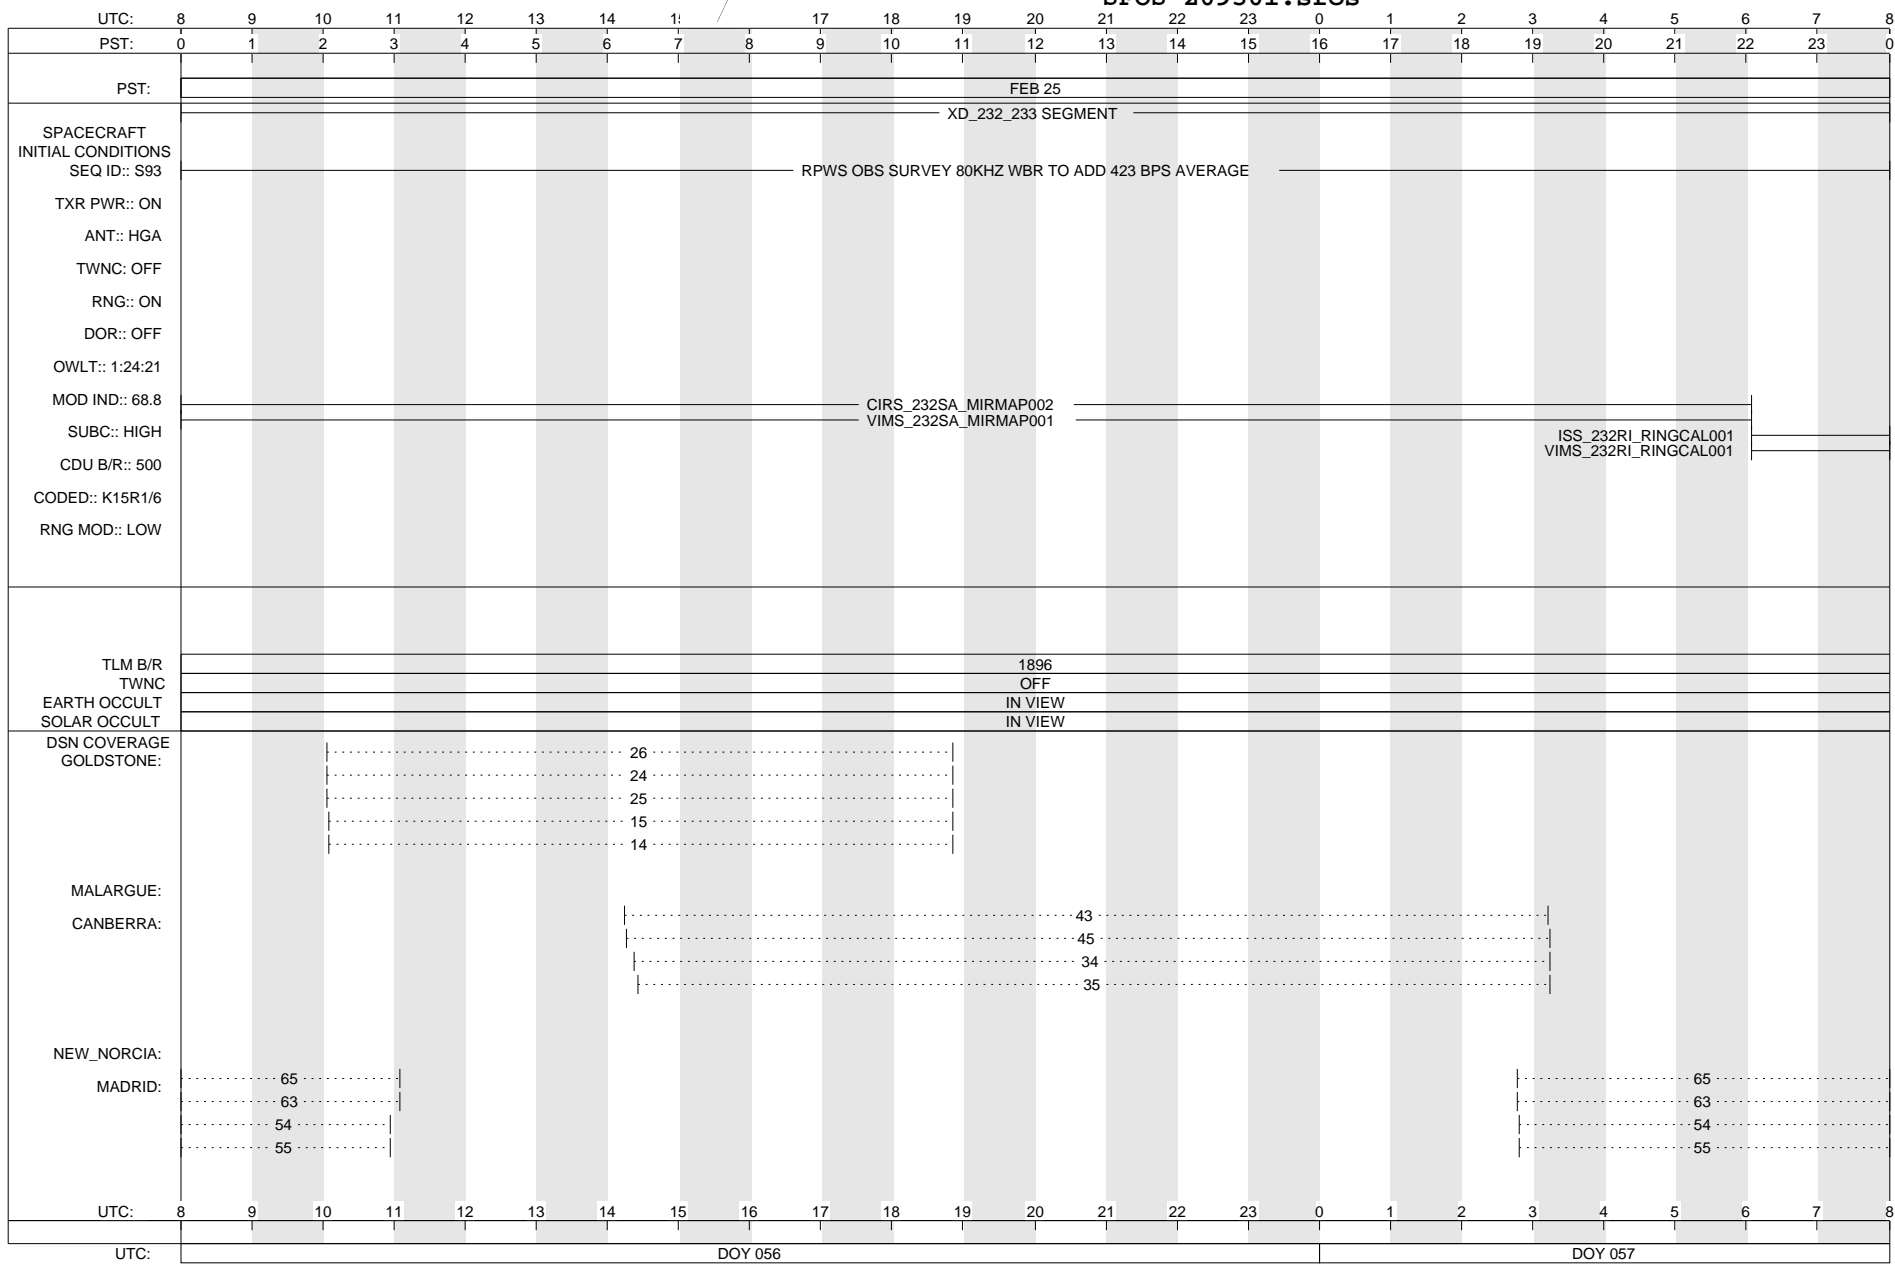 UTC: 8 9 10 11 12 13 14 17 18 19 20 21 22 23 0 1 2 3 4 5 6 7 8
PST: 0 1 2 3 4 5 6 7 8 9 10 11 12 13 14 15 16 17 18 19 20 21 22 23 0
PST: FEB 25
XD_232_233 SEGMENT
SPACECRAFT
INITIAL CONDITIONS
SEQ ID:: S93 RPWS OBS SURVEY 80KHZ WBR TO ADD 423 BPS AVERAGE
TXR PWR:: ON
ANT:: HGA
TWNC: OFF
RNG:: ON
DOR:: OFF
OWLT:: 1:24:21
MOD IND:: 68.8 CIRS_232SA_MIRMAP002
VIMS_232SA_MIRMAP001
SUBC:: HIGH ISS_232RI_RINGCAL001
VIMS_232RI_RINGCAL001
CDU B/R:: 500
CODED:: K15R1/6
RNG MOD:: LOW
TLM B/R 1896
TWNC OFF
EARTH OCCULT IN VIEW
SOLAR OCCULT IN VIEW
DSN COVERAGE
GOLDSTONE: 26
24
25
15
14
MALARGUE:
CANBERRA: 43
45
34
35
NEW_NORCIA:
MADRID: 65 65
63 63
54 54
55 55
UTC: 8 9 10 11 12 13 14 15 16 17 18 19 20 21 22 23 0 1 2 3 4 5 6 7 8
UTC: DOY 056 DOY 057